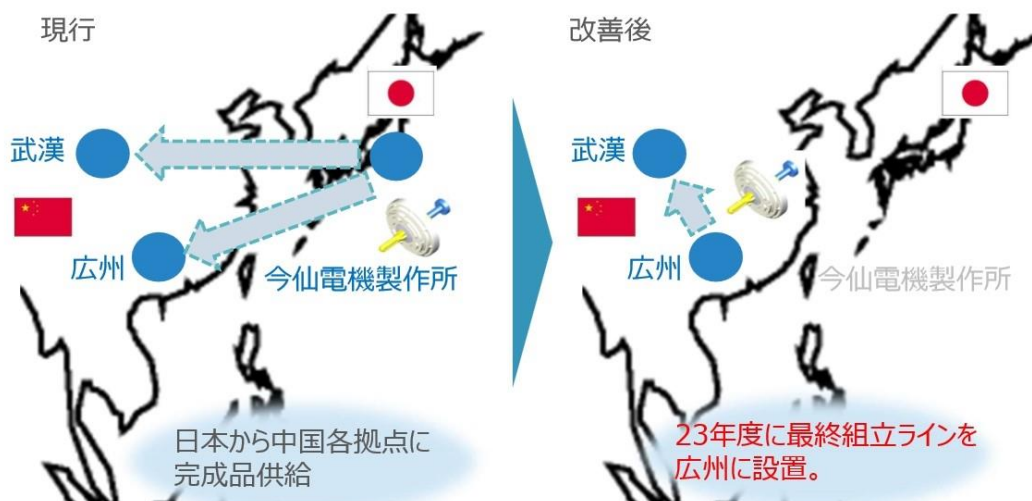 現行
武漢
広州
今仙電機製作所
日本から中国各拠点に
完成品供給
改善後
武漢
広州
今仙電機製作所
23年度に最終組立ラインを
広州に設置。